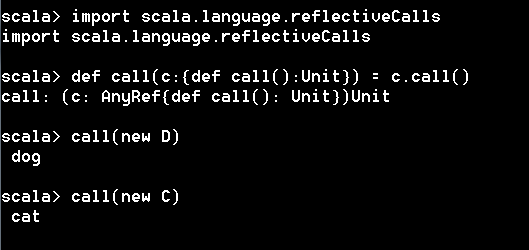 scala> import scala.language.reflectiveCalls
import scala.language.reflectiveCalls
scala> def call(c:{def call():Unit}) = c.call()
call: (c: AnyRef{def call(): Unit})Unit
scala> call(new D)
dog
scala> call(new C)
cat